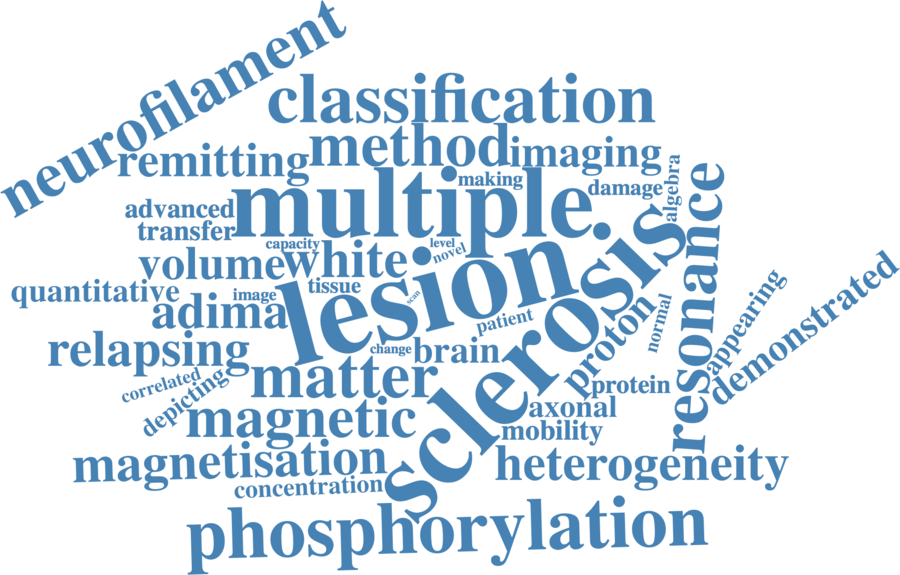 neurofilament
classification
remitting
method
imaging
making
damage
algebra
multiple
advanced
transfer
capacity
level
novel
volume
white
quantitative
image
tissue
scan
adima
lesion
sclerosis
resonance
patient
normal
proton
appearing
demonstrated
relapsing
change
brain
correlated
depicting
matter
protein
axonal
magnetic
mobility
magnetisation
heterogeneity
concentration
phosphorylation